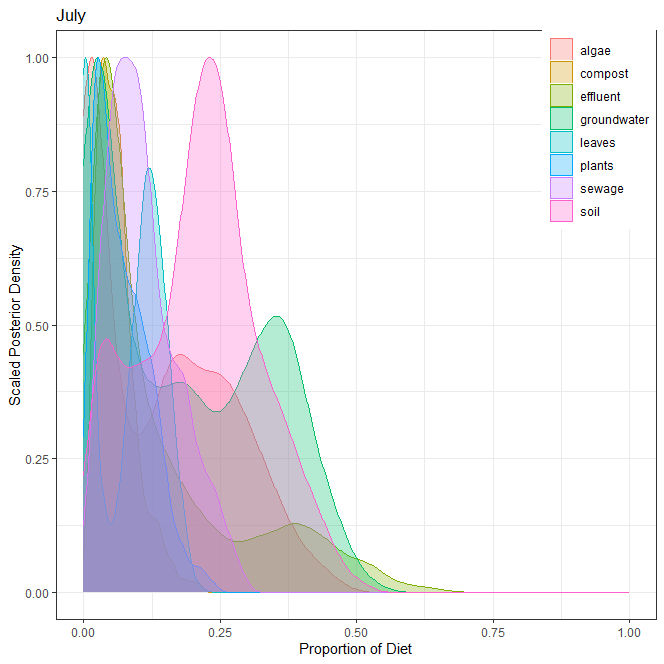 July
algae
compost
effluent
groundwater
leaves
plants
sewage
soil
Scaled Posterior Density
1.00
0.75
0.50
0.25
0.00
0.00 0.25 0.50 0.75 1.00
Proportion of Diet